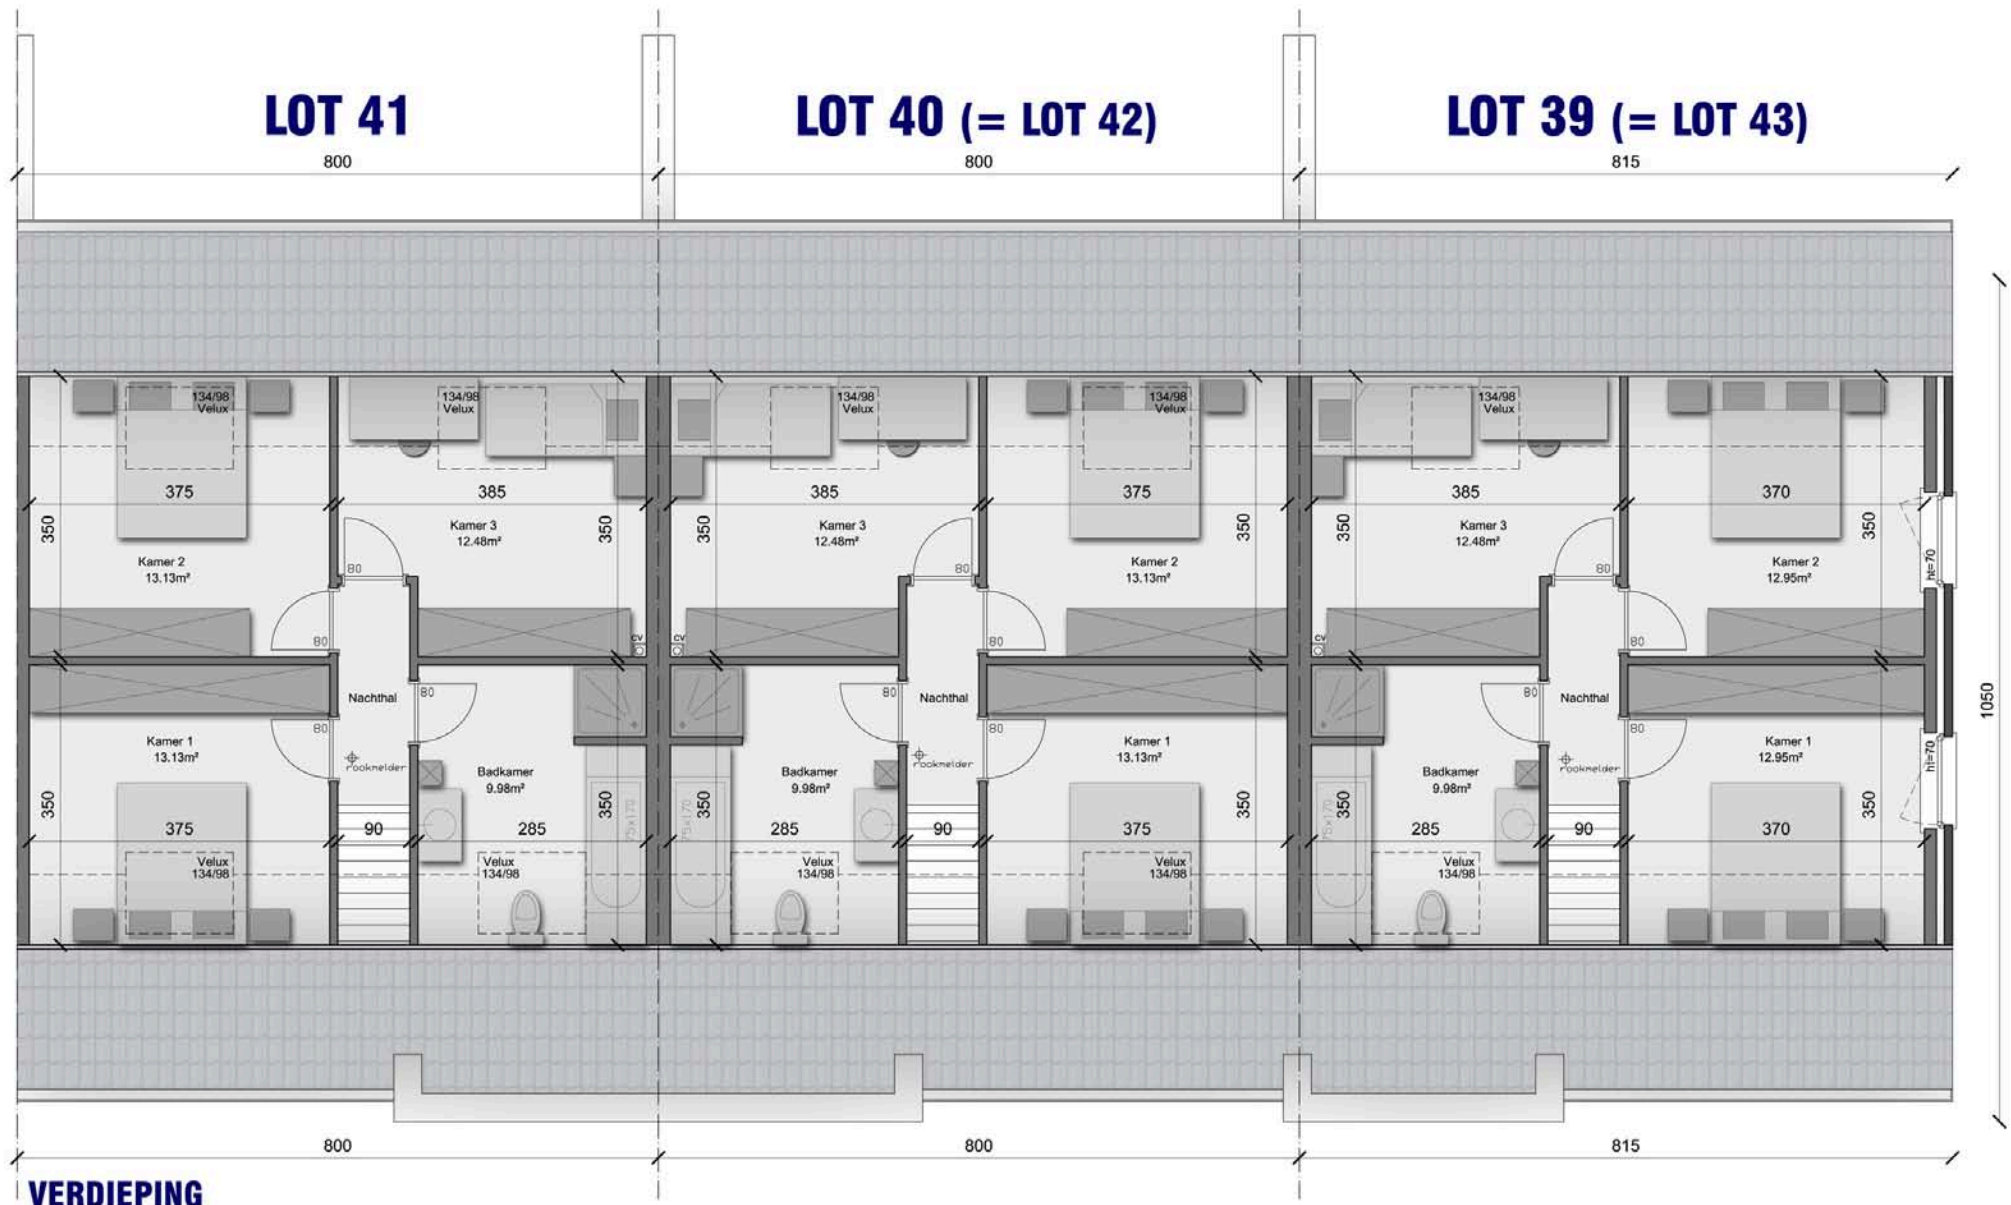 LOT 41
LOT 40 (= LOT 42)
LOT 39 (= LOT 43)
800
800
815
134/98
Velux
134/98
Velux
134/98
Velux
134/98
Velux
134/98
Velux
375
385
385
375
385
370
350
350
350
350
350
350
Kamer 2
13.13m²
Kamer 3
12.48m²
Kamer 3
12.48m²
Kamer 2
13.13m²
Kamer 3
12.48m²
Kamer 2
12.95m²
ht=70
80
80
80
80
80
80
cv
cv
cv
Nachthal
80
80
Nachthal
80
Nachthal
80
80
80
1050
Kamer 1
13.13m²
rookmelder
Badkamer
9.98m²
Badkamer
9.98m²
rookmelder
Kamer 1
13.13m²
Badkamer
9.98m²
rookmelder
Kamer 1
12.95m²
ht=70
350
350
350
350
350
350
75x170
75x170
75x170
375
90
285
285
90
375
285
90
370
Velux
134/98
Velux
134/98
Velux
134/98
Velux
134/98
Velux
134/98
800
800
815
VERDIEPING